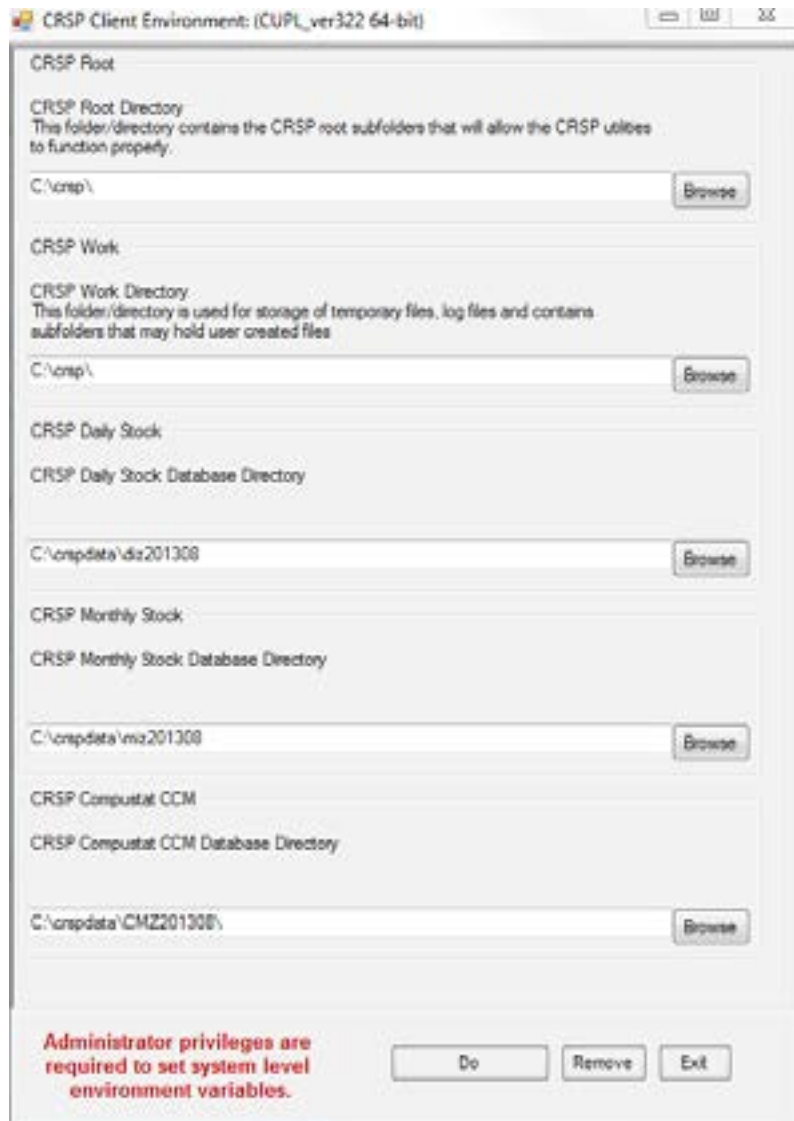 CRSP Client Environment: (CUPL_ver322 64-bit)
CRSP Root
CRSP Root Directory
This folder/directory contains the CRSP root subfolders that will allow the CRSP utilities
to function properly.
C:\crsp\
Browse
CRSP Work
CRSP Work Directory
This folder/directory is used for storage of temporary files, log files and contains
subfolders that may hold user created files
C:\crsp\
Browse
CRSP Daily Stock
CRSP Daily Stock Database Directory
C:\crspdata\diz201308
Browse
CRSP Monthly Stock
CRSP Monthly Stock Database Directory
C:\crspdata\miz201308
Browse
CRSP Compustat CCM
CRSP Compustat CCM Database Directory
C:\crspdata\CMZ201308\
Browse
Administrator privileges are
required to set system level
environment variables.
Do
Remove
Exit